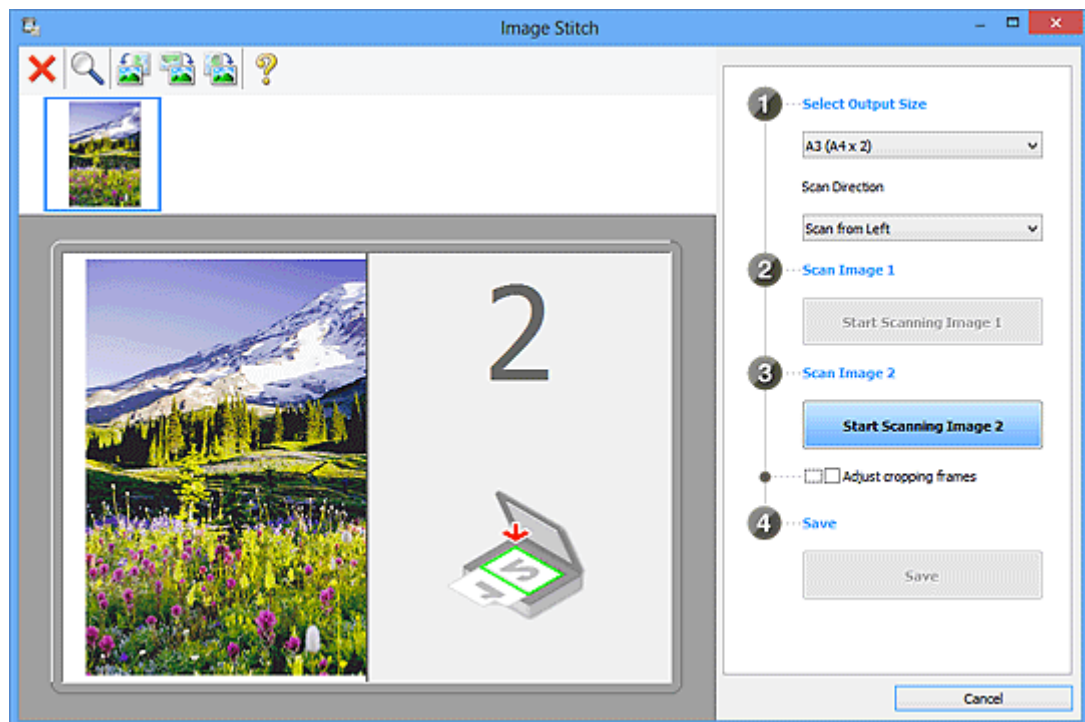 Image Stitch
1 Select Output Size
A3 (A4 x 2)
Scan Direction
Scan from Left
2 Scan Image 1
Start Scanning Image 1
3 Scan Image 2
Start Scanning Image 2
Adjust cropping frames
4 Save
Save
Cancel
2
1 2